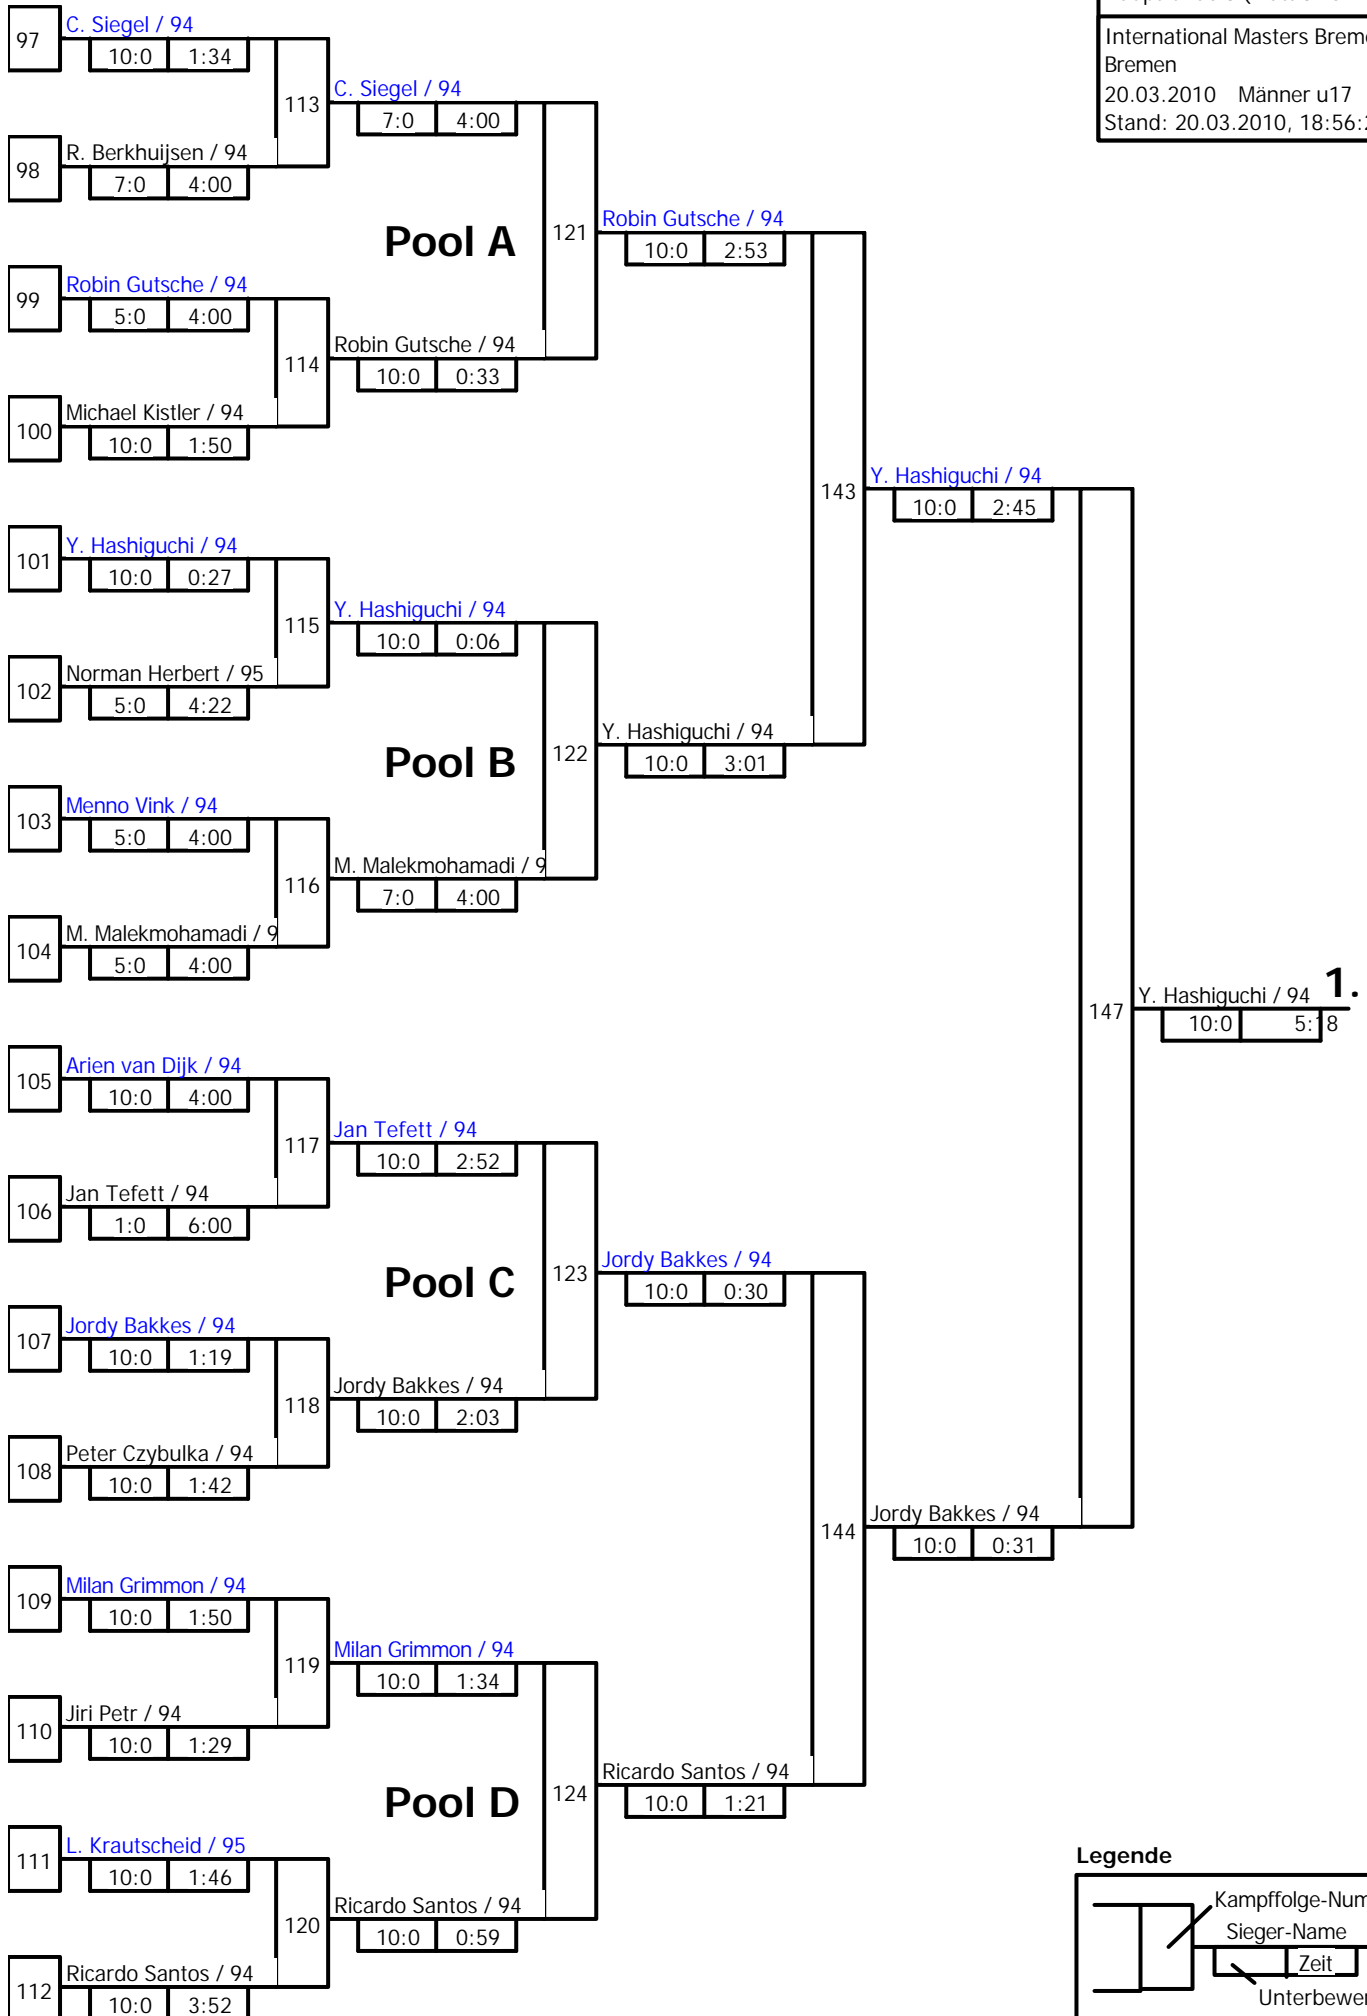 International Masters Breme
Bremen
20.03.2010 Männer u17
Stand: 20.03.2010, 18:56:2
97 C. Siegel / 94
10:0 1:34
113 C. Siegel / 94
7:0 4:00
98 R. Berkhuijsen / 94
7:0 4:00
Pool A
121 Robin Gutsche / 94
10:0 2:53
99 Robin Gutsche / 94
5:0 4:00
114 Robin Gutsche / 94
10:0 0:33
100 Michael Kistler / 94
10:0 1:50
143 Y. Hashiguchi / 94
10:0 2:45
101 Y. Hashiguchi / 94
10:0 0:27
115 Y. Hashiguchi / 94
10:0 0:06
102 Norman Herbert / 95
5:0 4:22
Pool B
122 Y. Hashiguchi / 94
10:0 3:01
103 Menno Vink / 94
5:0 4:00
116 M. Malekmohamadi / 9
7:0 4:00
104 M. Malekmohamadi / 9
5:0 4:00
147 Y. Hashiguchi / 94 1.
10:0 5:18
105 Arien van Dijk / 94
10:0 4:00
117 Jan Tefett / 94
10:0 2:52
106 Jan Tefett / 94
1:0 6:00
Pool C
123 Jordy Bakkes / 94
10:0 0:30
107 Jordy Bakkes / 94
10:0 1:19
118 Jordy Bakkes / 94
10:0 2:03
108 Peter Czybulka / 94
10:0 1:42
144 Jordy Bakkes / 94
10:0 0:31
109 Milan Grimmon / 94
10:0 1:50
119 Milan Grimmon / 94
10:0 1:34
110 Jiri Petr / 94
10:0 1:29
Pool D
124 Ricardo Santos / 94
10:0 1:21
111 L. Krautscheid / 95
10:0 1:46
120 Ricardo Santos / 94
10:0 0:59
112 Ricardo Santos / 94
10:0 3:52
Legende
Kampffolge-Num
Sieger-Name
Zeit
Unterbewer